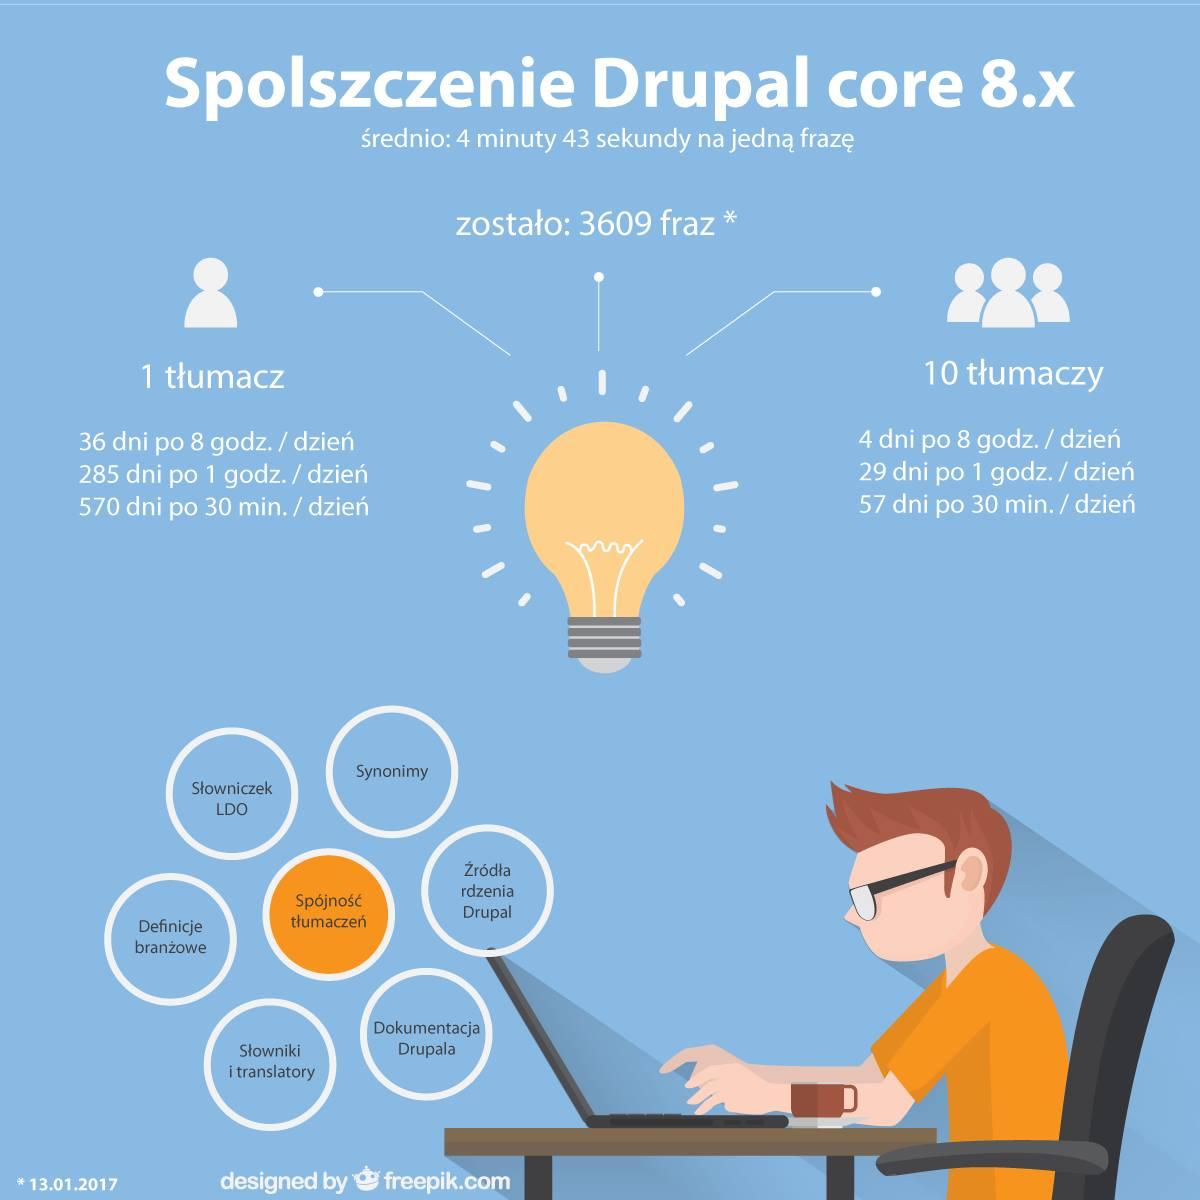 Spolszczenie Drupal core 8.x
średnio: 4 minuty 43 sekundy na jedną frazę
zostało: 3609 fraz *
1 tłumacz
36 dni po 8 godz. / dzień
285 dni po 1 godz. / dzień
570 dni po 30 min. / dzień
10 tłumaczy
4 dni po 8 godz. / dzień
29 dni po 1 godz. / dzień
57 dni po 30 min. / dzień
Słowniczek
LDO
Synonimy
Źródła
rdzenia
Drupal
Spójność
tłumaczeń
Definicje
branżowe
Słowniki
i translatory
Dokumentacja
Drupala
* 13.01.2017
designed by freepik.com